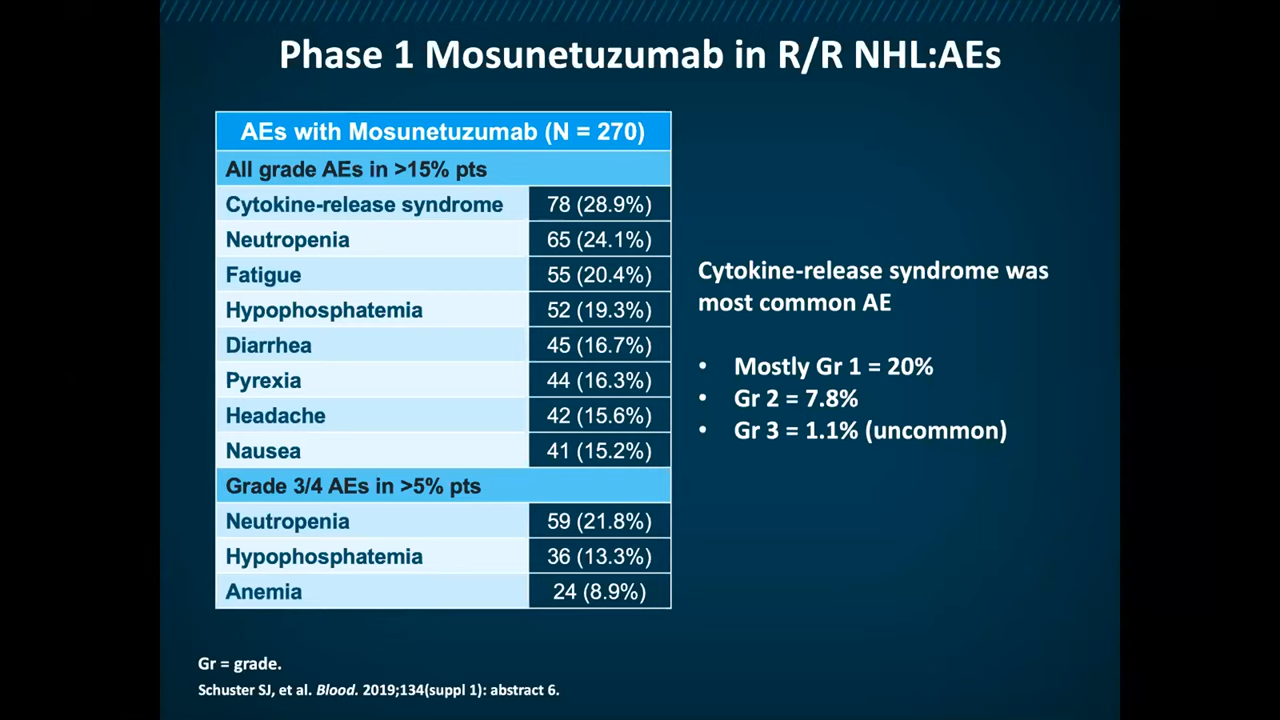 Phase 1 Mosunetuzumab in R/R NHL:AEs
AEs with Mosunetuzumab (N = 270)
All grade AEs in >15% pts
Cytokine-release syndrome 78 (28.9%)
Neutropenia 65 (24.1%)
Fatigue 55 (20.4%)
Hypophosphatemia 52 (19.3%)
Diarrhea 45 (16.7%)
Pyrexia 44 (16.3%)
Headache 42 (15.6%)
Nausea 41 (15.2%)
Grade 3/4 AEs in >5% pts
Neutropenia 59 (21.8%)
Hypophosphatemia 36 (13.3%)
Anemia 24 (8.9%)
Cytokine-release syndrome was
most common AE
• Mostly Gr 1 = 20%
• Gr 2 = 7.8%
• Gr 3 = 1.1% (uncommon)
Gr = grade.
Schuster SJ, et al. Blood. 2019;134(suppl 1): abstract 6.